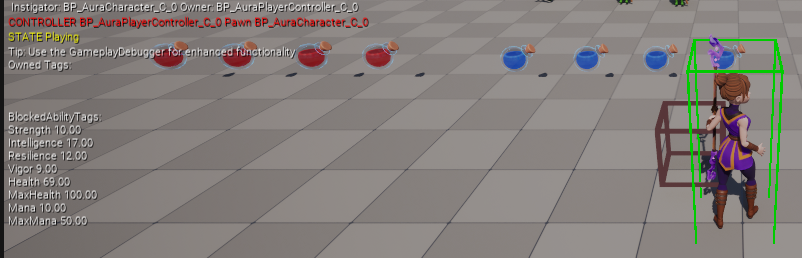 Instigator: BP_AuraCharacter_C_0 Owner: BP_AuraPlayerController_C_0
CONTROLLER BP_AuraPlayerController_C_0 Pawn BP_AuraCharacter_C_0
STATE Playing
Tip: Use the GameplayDebugger for enhanced functionality
Owned Tags:
BlockedAbilityTags:
Strength 10.00
Intelligence 17.00
Resilience 12.00
Vigor 9.00
Health 69.00
MaxHealth 100.00
Mana 10.00
MaxMana 50.00